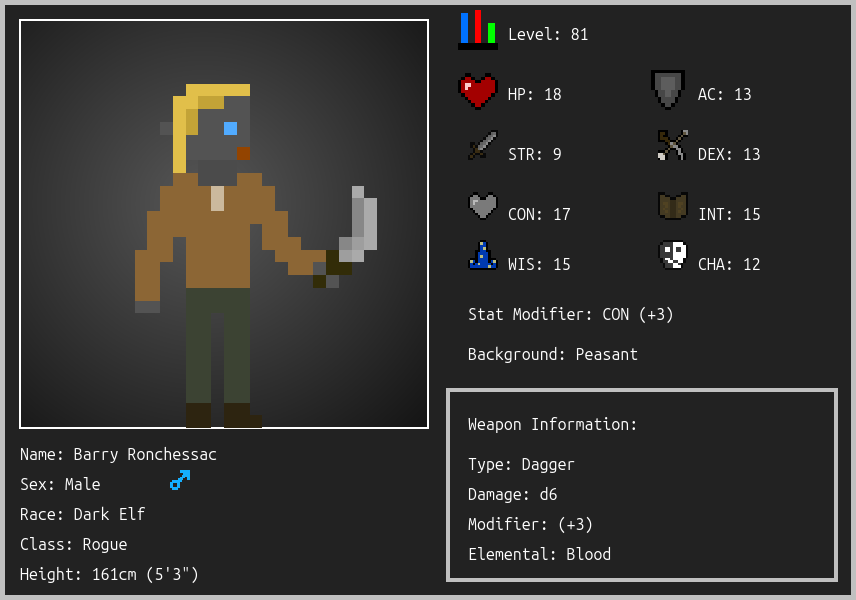 Level: 81
HP: 18
AC: 13
STR: 9
DEX: 13
CON: 17
INT: 15
WIS: 15
CHA: 12
Stat Modifier: CON (+3)
Background: Peasant
Weapon Information:
Type: Dagger
Damage: d6
Modifier: (+3)
Elemental: Blood
Name: Barry Ronchessac
Sex: Male
Race: Dark Elf
Class: Rogue
Height: 161cm (5'3")